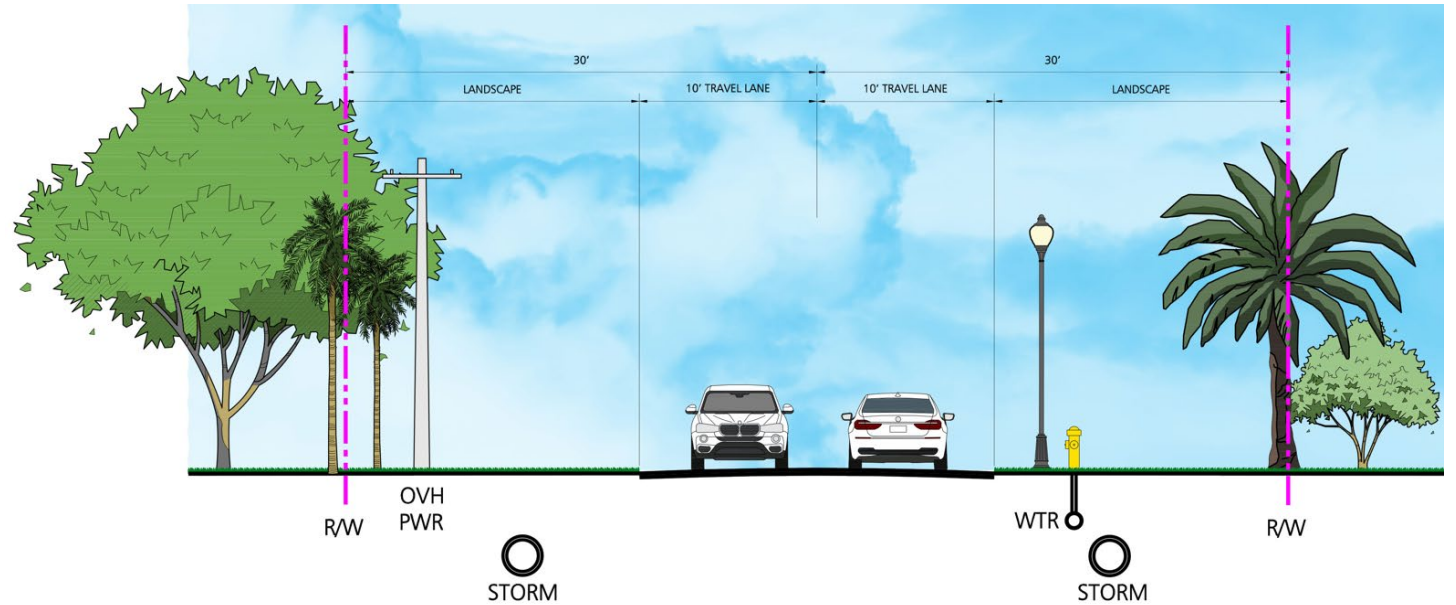 30'
30'
LANDSCAPE
10' TRAVEL LANE
10' TRAVEL LANE
LANDSCAPE
R/W
OVH
PWR
WTR
R/W
STORM
STORM